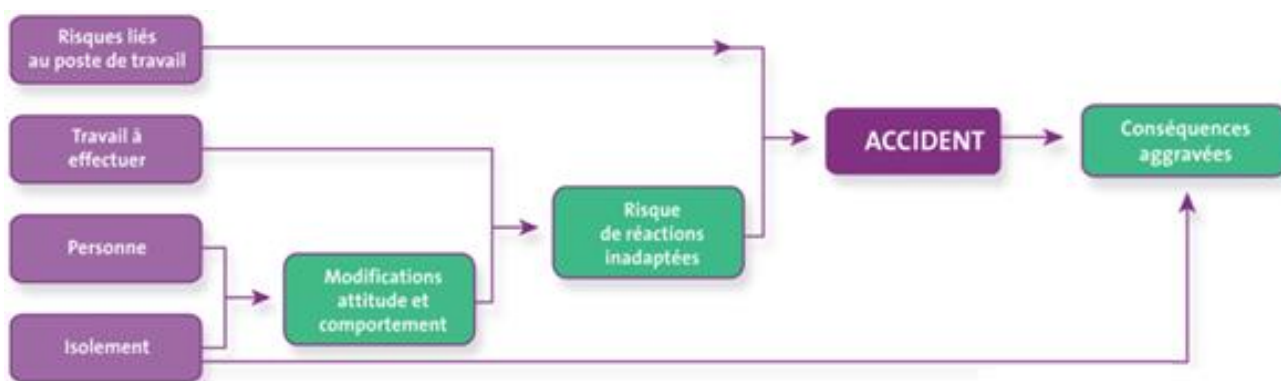 Risques liés
au poste de travail
Travail à
effectuer
Personne
Isolement
Modifications
attitude et
comportement
Risque
de réactions
inadaptées
ACCIDENT
Conséquences
aggravées